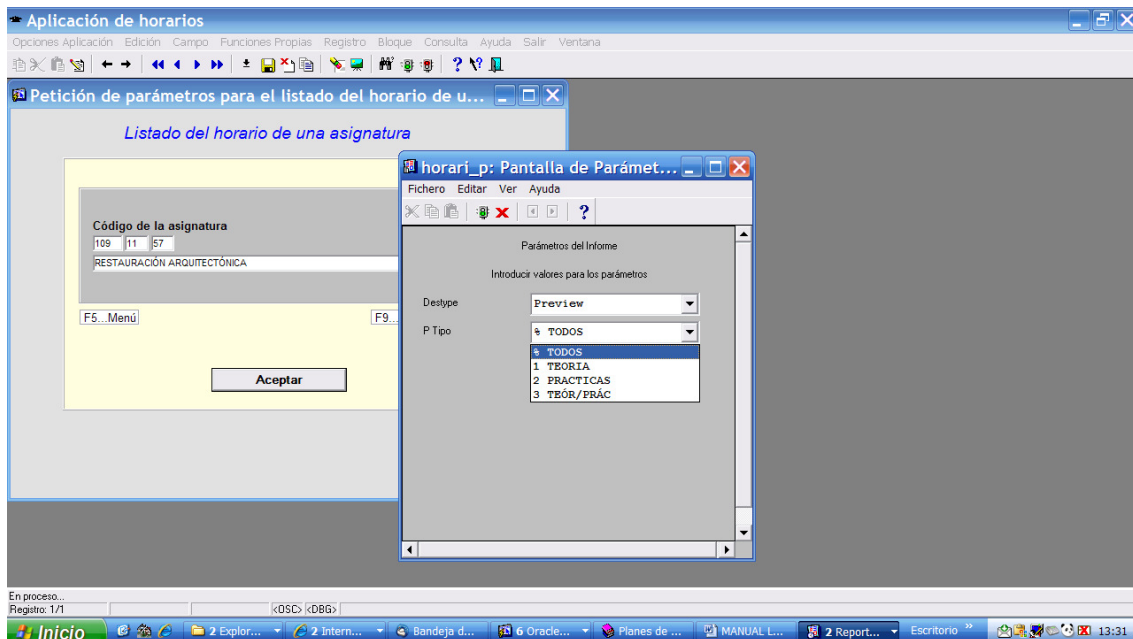 Aplicación de horarios
Opciones Aplicación Edición Campo Funciones Propias Registro Bloque Consulta Ayuda Salir Ventana
Petición de parámetros para el listado del horario de u...
Listado del horario de una asignatura
Código de la asignatura
109 11 57
RESTAURACIÓN ARQUITECTÓNICA
F5...Menú
F9...
Aceptar
horari_p: Pantalla de Parámet...
Fichero Editar Ver Ayuda
Parámetros del Informe
Introducir valores para los parámetros
Destype Preview
P Tipo % TODOS
% TODOS
1 TEORIA
2 PRACTICAS
3 TEÓR/PRÁC
En proceso...
Registro: 1/1 <OSC> <DBG>
Inicio 2 Explor... 2 Intern... Bandeja d... 6 Oracle... Planes de ... MANUAL L... 2 Report... Escritorio » 13:31